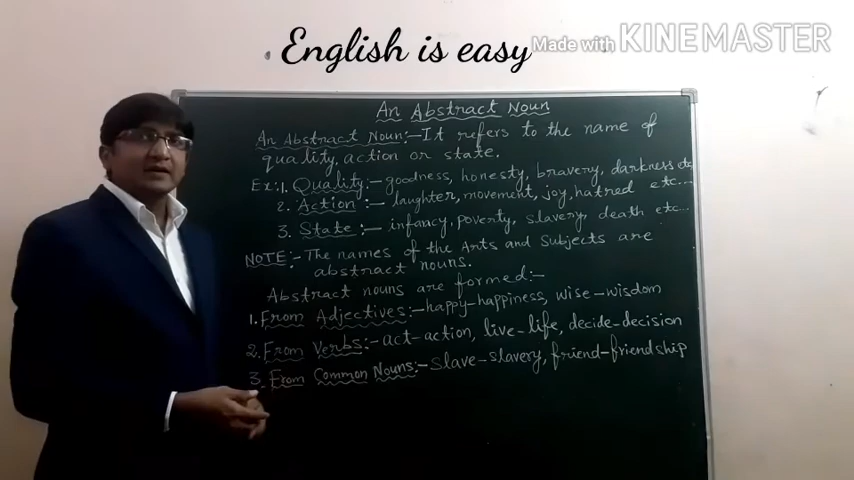 English is easy
Made with KINEMASTER
An Abstract Noun
An Abstract Noun:- It refers to the name of
quality, action or state.
Ex:1. Quality:- goodness, honesty, bravery, darkness etc
2. Action :- laughter, movement, joy, hatred etc...
3. State :- infancy, poverty, slavery, death etc...
NOTE:- The names of the Arts and Subjects are
abstract nouns.
Abstract nouns are formed:-
1. From Adjectives:- happy-happiness, wise-wisdom
2. From Verbs:- act-action, live-life, decide-decision
3. From Common Nouns:- Slave-slavery, friend-friendship